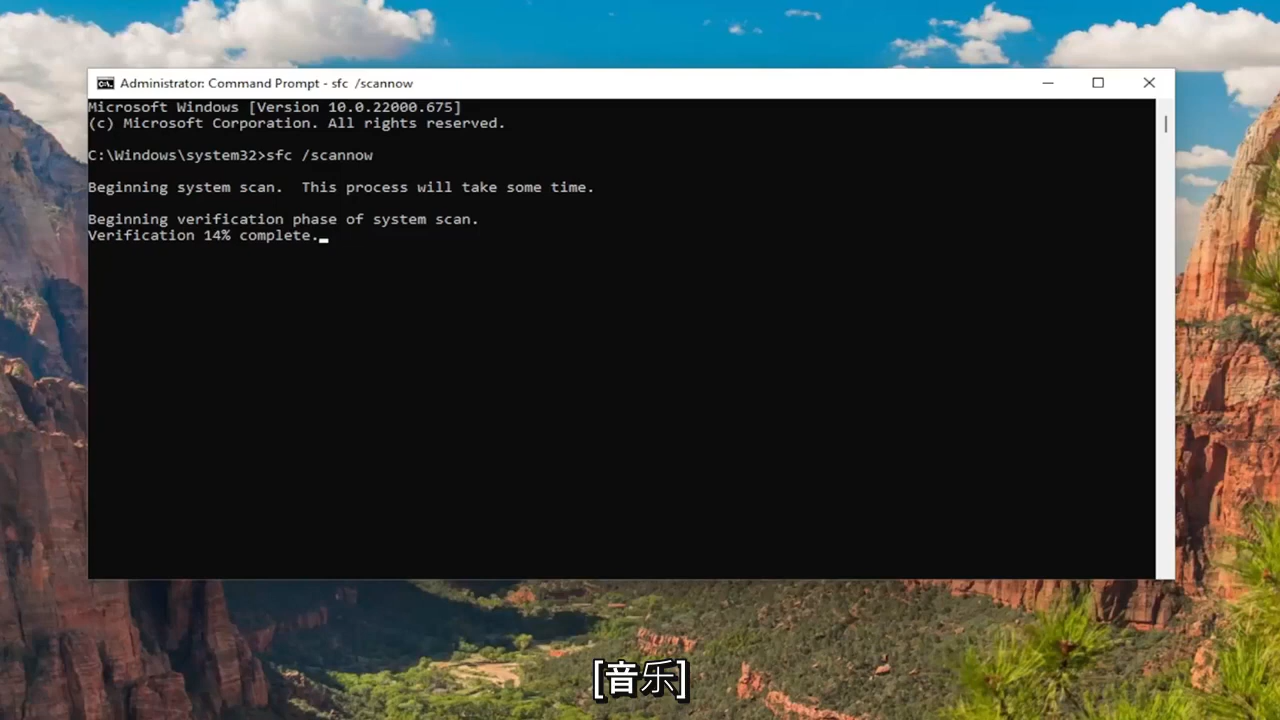 Administrator: Command Prompt - sfc /scannow
Microsoft Windows [Version 10.0.22000.675]
(c) Microsoft Corporation. All rights reserved.
C:\Windows\system32>sfc /scannow
Beginning system scan.  This process will take some time.
Beginning verification phase of system scan.
Verification 14% complete.
[音乐]